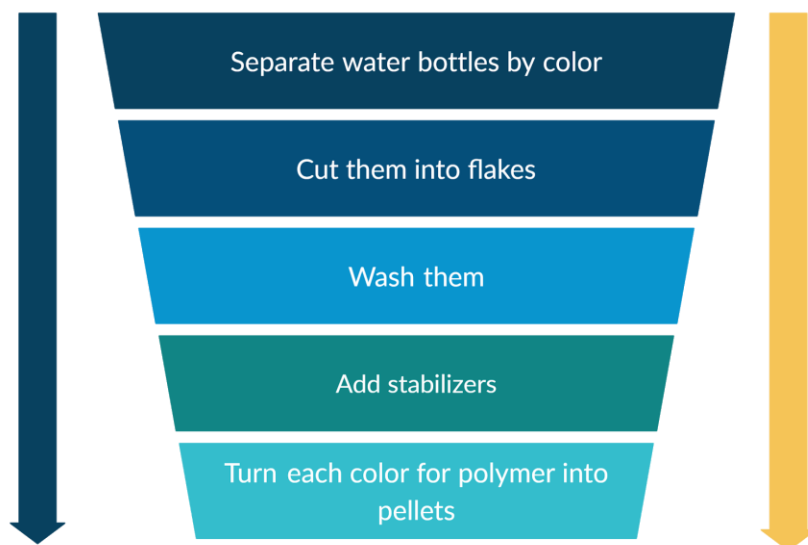 Separate water bottles by color
Cut them into flakes
Wash them
Add stabilizers
Turn each color for polymer into
pellets